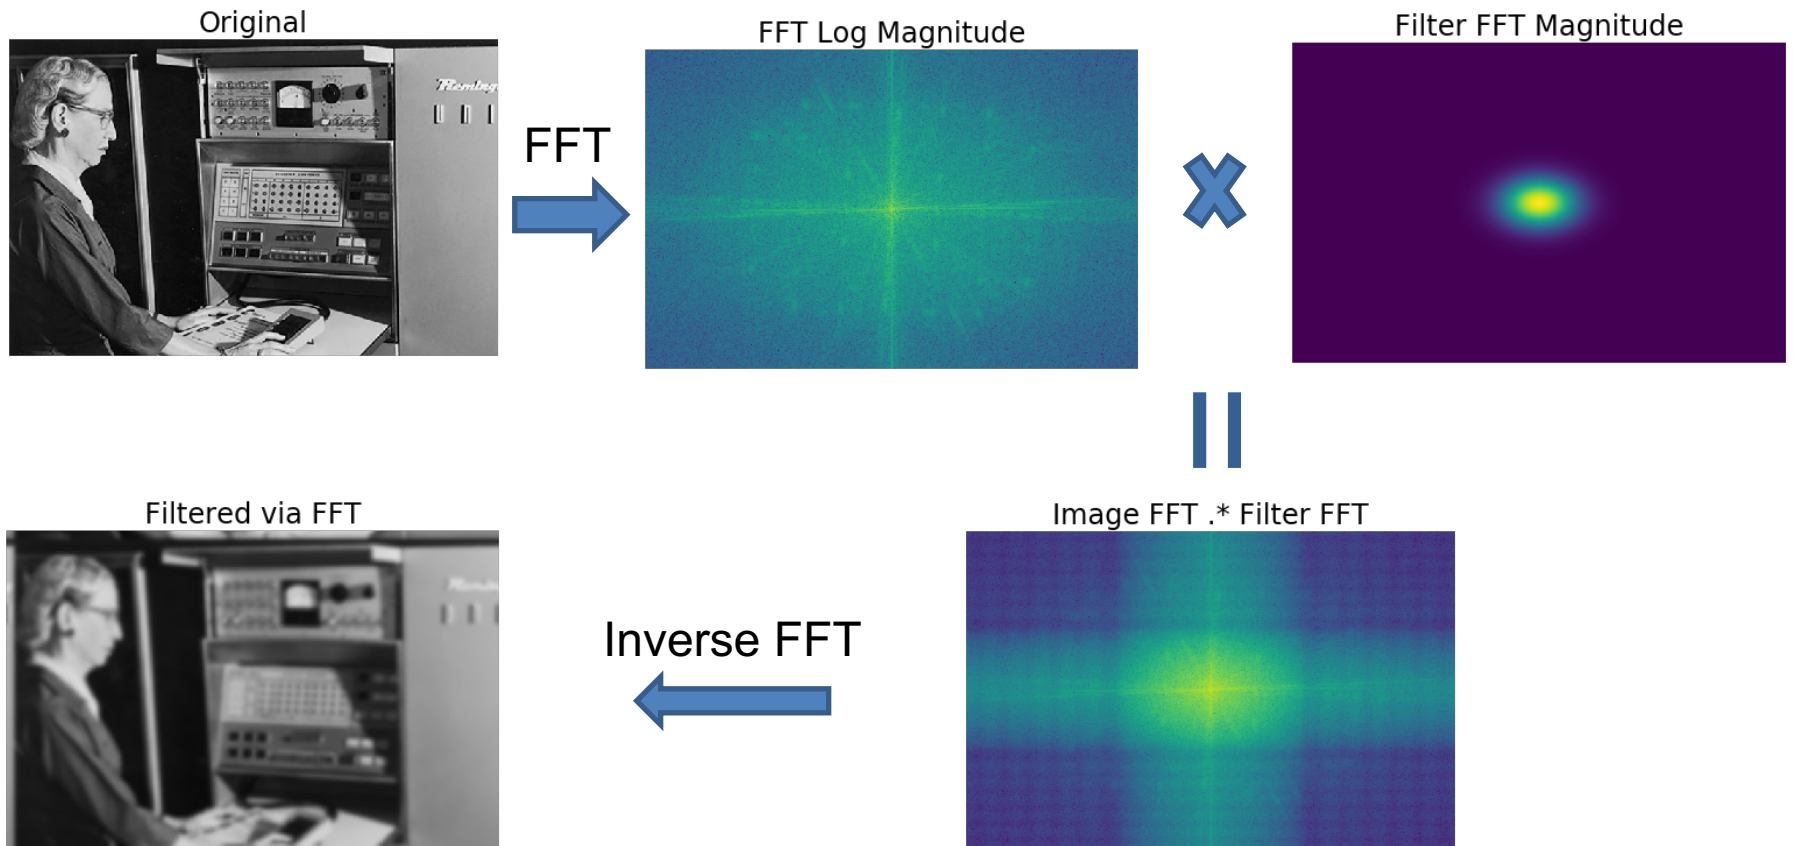 Original
FFT Log Magnitude
Filter FFT Magnitude
FFT
Filtered via FFT
Image FFT .* Filter FFT
Inverse FFT